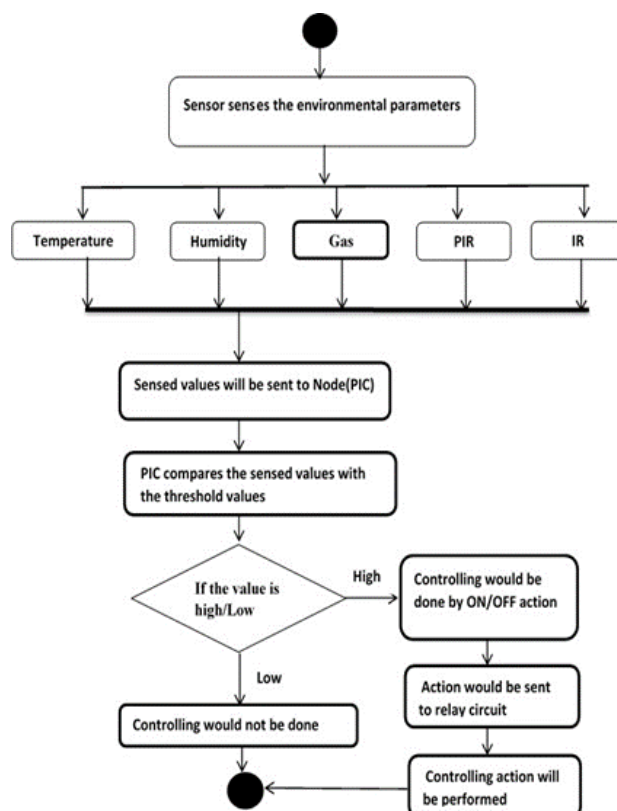 Sensor senses the environmental parameters
Temperature
Humidity
Gas
PIR
IR
Sensed values will be sent to Node(PIC)
PIC compares the sensed values with
the threshold values
If the value is
high/Low
High
Controlling would be
done by ON/OFF action
Low
Action would be sent
to relay circuit
Controlling would not be done
Controlling action will
be performed